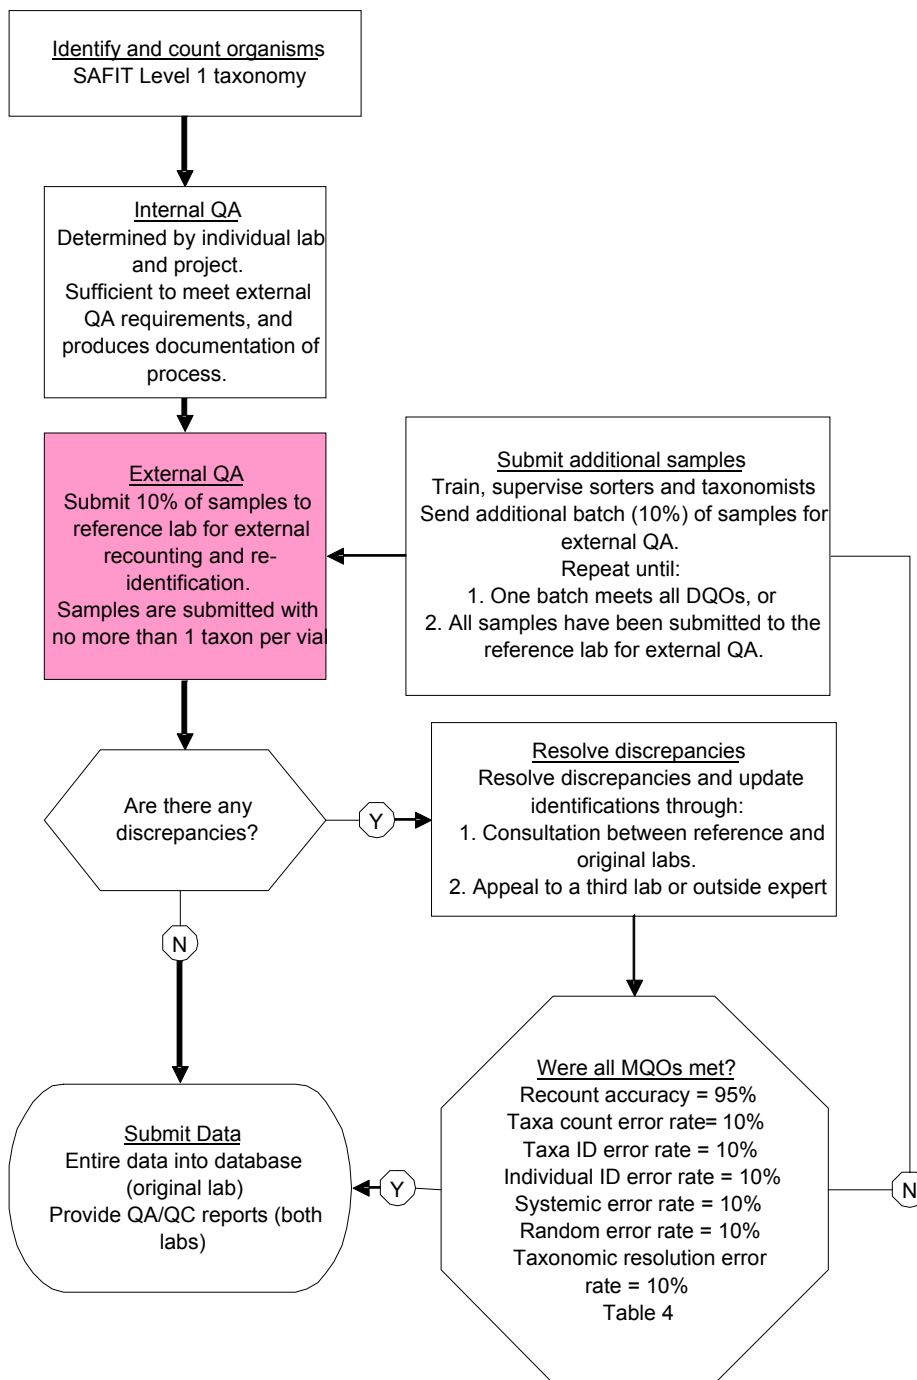 Identify and count organisms
SAFIT Level 1 taxonomy
Internal QA
Determined by individual lab
and project.
Sufficient to meet external
QA requirements, and
produces documentation of
process.
External QA
Submit 10% of samples to
reference lab for external
recounting and re-
identification.
Samples are submitted with
no more than 1 taxon per vial
Submit additional samples
Train, supervise sorters and taxonomists
Send additional batch (10%) of samples for
external QA.
Repeat until:
1. One batch meets all DQOs, or
2. All samples have been submitted to the
reference lab for external QA.
Are there any
discrepancies?
Y
Resolve discrepancies
Resolve discrepancies and update
identifications through:
1. Consultation between reference and
original labs.
2. Appeal to a third lab or outside expert
N
Were all MQOs met?
Recount accuracy = 95%
Taxa count error rate= 10%
Taxa ID error rate = 10%
Individual ID error rate = 10%
Systemic error rate = 10%
Random error rate = 10%
Taxonomic resolution error
rate = 10%
Table 4
Y
N
Submit Data
Entire data into database
(original lab)
Provide QA/QC reports (both
labs)